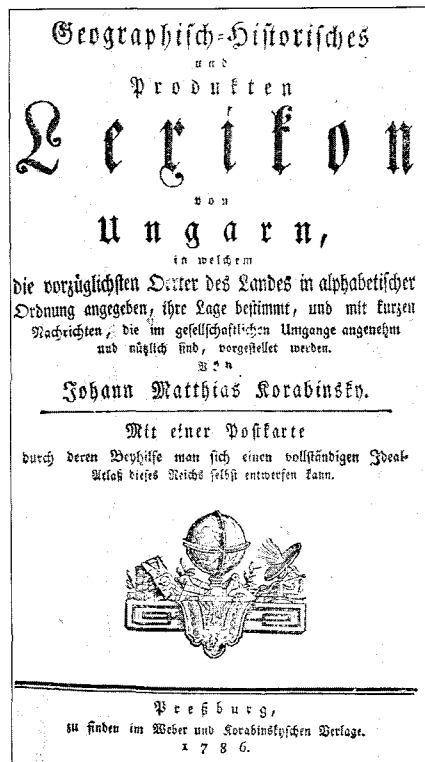 Geographisch-Historisches
und
Produkten
Lexikon
von
Ungarn,
in welchem
die vorzüglichsten Oerter des Landes in alphabetischer
Ordnung angegeben, ihre Lage bestimmt, und mit kurzen
Nachrichten, die im gesellschaftlichen Umgange angenehm
und nützlich sind, vorgestellet werden.
Von
Johann Matthias Korabinsky.
Mit einer Postkarte
durch deren Beyhilfe man sich einen vollständigen Ideal-
Atlaß dieses Reichs selbst entwerfen kann.
Preßburg,
zu finden im Weber und Korabinskyschen Verlage.
1786.